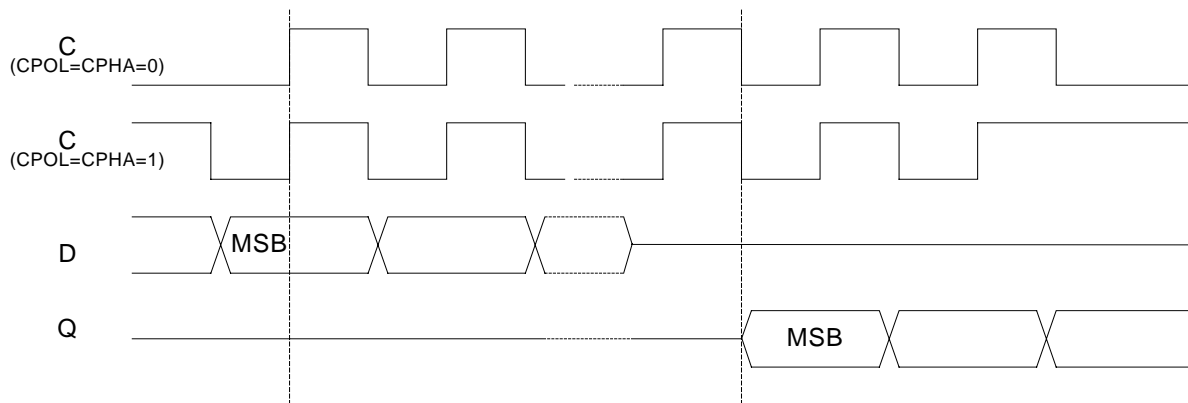 C
(CPOL=CPHA=0)
C
(CPOL=CPHA=1)
D
MSB
Q
MSB